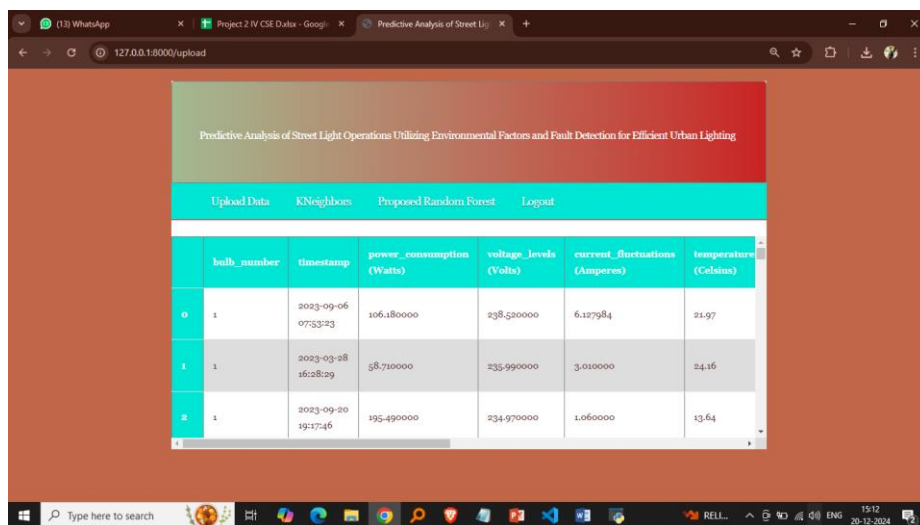 (13) WhatsApp
Project 2 IV CSE D.xlsx - Googl
Predictive Analysis of Street Lig
127.0.0.1:8000/upload
Predictive Analysis of Street Light Operations Utilizing Environmental Factors and Fault Detection for Efficient Urban Lighting
Upload Data KNeighbors Proposed Random Forest Logout
bulb_number timestamp power_consumption (Watts) voltage_levels (Volts) current_fluctuations (Amperes) temperature (Celsius)
0 1 2023-09-06 07:53:23 106.180000 238.520000 6.127984 21.97
1 1 2023-03-28 16:28:29 58.710000 235.990000 3.010000 24.16
2 1 2023-09-20 19:17:46 195.490000 234.970000 1.060000 13.64
Type here to search
RELI... ENG 15:12
20-12-2024